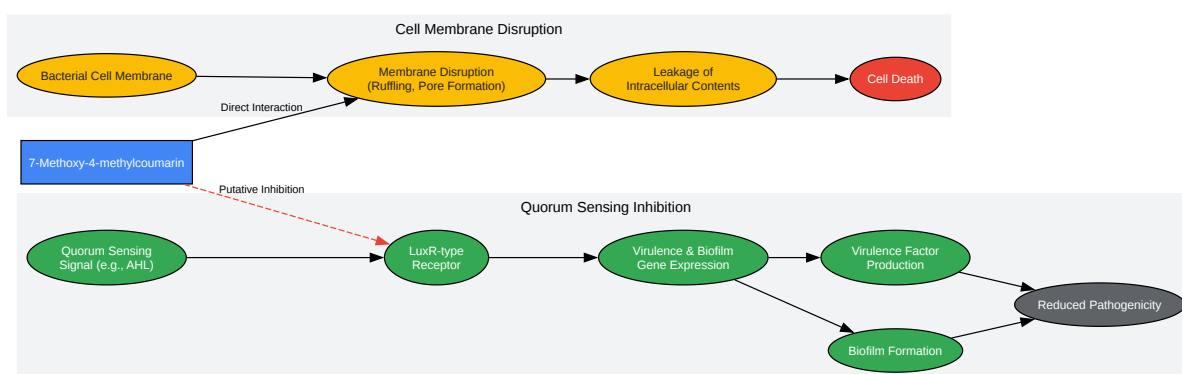 Cell Membrane Disruption
Bacterial Cell Membrane
Membrane Disruption
(Ruffling, Pore Formation)
Leakage of
Intracellular Contents
Cell Death
Direct Interaction
7-Methoxy-4-methylcoumarin
Putative Inhibition
Quorum Sensing Inhibition
Quorum Sensing
Signal (e.g., AHL)
LuxR-type
Receptor
Virulence & Biofilm
Gene Expression
Virulence Factor
Production
Reduced Pathogenicity
Biofilm Formation